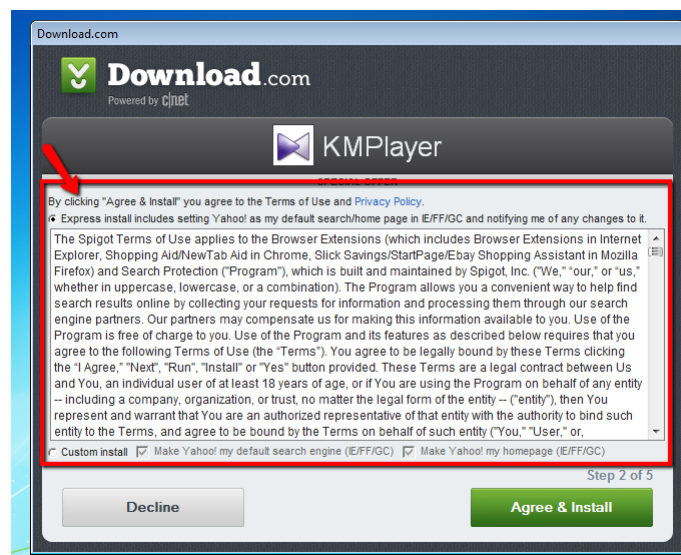 Download.com
Download.com
Powered by c|net
KMPlayer
SPECIAL OFFER
By clicking "Agree & Install" you agree to the Terms of Use and Privacy Policy.
Express install includes setting Yahoo! as my default search/home page in IE/FF/GC and notifying me of any changes to it.
The Spigot Terms of Use applies to the Browser Extensions (which includes Browser Extensions in Internet
Explorer, Shopping Aid/NewTab Aid in Chrome, Slick Savings/StartPage/Ebay Shopping Assistant in Mozilla
Firefox) and Search Protection ("Program"), which is built and maintained by Spigot, Inc. ("We," "our," or "us,"
whether in uppercase, lowercase, or a combination). The Program allows you a convenient way to help find
search results online by collecting your requests for information and processing them through our search
engine partners. Our partners may compensate us for making this information available to you. Use of the
Program is free of charge to you. Use of the Program and its features as described below requires that you
agree to the following Terms of Use (the "Terms"). You agree to be legally bound by these Terms clicking
the "I Agree," "Next", "Run", "Install" or "Yes" button provided. These Terms are a legal contract between Us
and You, an individual user of at least 18 years of age, or if You are using the Program on behalf of any entity
-- including a company, organization, or trust, no matter the legal form of the entity -- ("entity"), then You
represent and warrant that You are an authorized representative of that entity with the authority to bind such
entity to the Terms, and agree to be bound by the Terms on behalf of such entity ("You," "User," or,
Custom install Make Yahoo! my default search engine (IE/FF/GC) Make Yahoo! my homepage (IE/FF/GC)
Step 2 of 5
Decline
Agree & Install